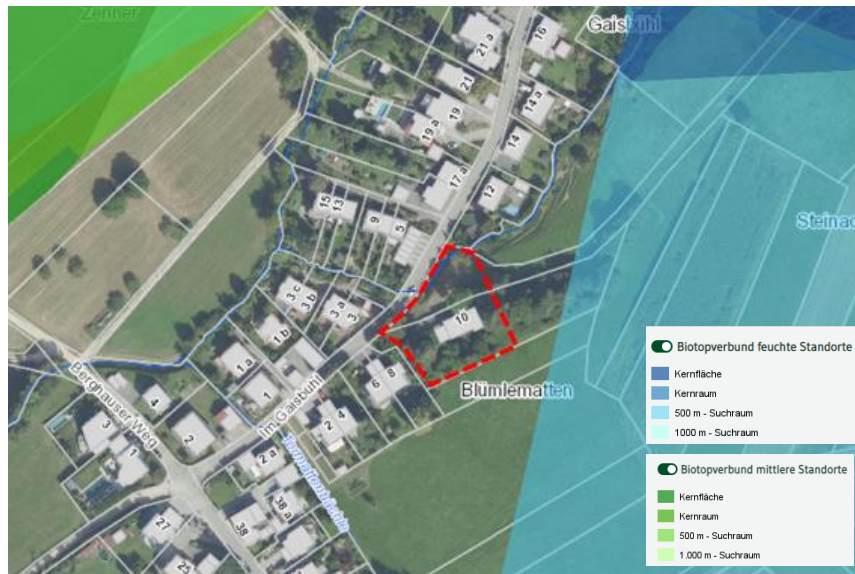 Zentner
Gaisbühl
16
21 a
21
14 a
19
19 a
14
17 a
12
15
13
9
5
Steinac
3 c
3 b
3 a
3
10
1 b
1 a
1
6
8
Blümlematten
Im Gaisbühl
Berghauser Weg
4
2
4
2
3
1
2 a
38 a
38
27
25
Biotopverbund feuchte Standorte
Kernfläche
Kernraum
500 m - Suchraum
1000 m - Suchraum
Biotopverbund mittlere Standorte
Kernfläche
Kernraum
500 m - Suchraum
1.000 m - Suchraum